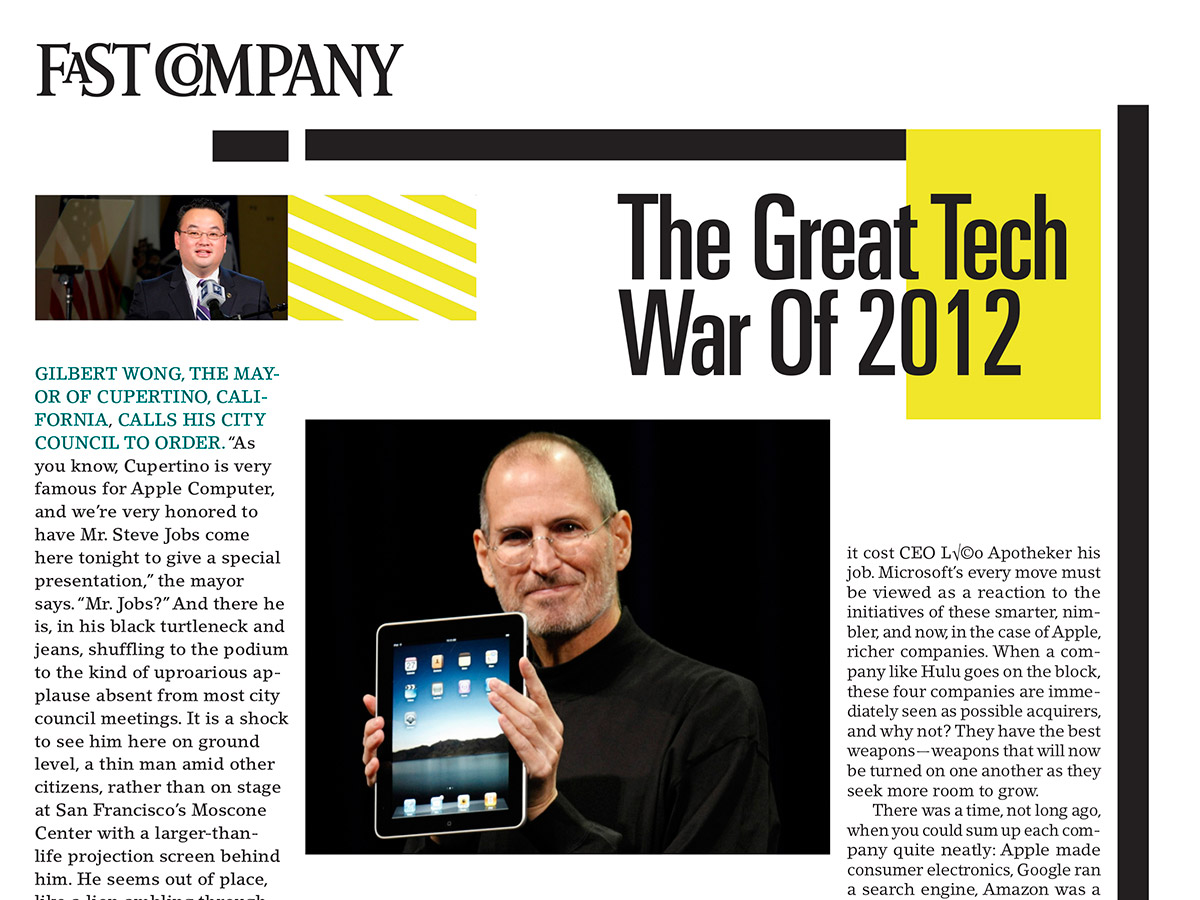 FAST COMPANY
The Great Tech
War Of 2012
GILBERT WONG, THE MAY-
OR OF CUPERTINO, CALI-
FORNIA, CALLS HIS CITY
COUNCIL TO ORDER. “As
you know, Cupertino is very
famous for Apple Computer,
and we’re very honored to
have Mr. Steve Jobs come
here tonight to give a special
presentation,” the mayor
says. “Mr. Jobs?” And there he
is, in his black turtleneck and
jeans, shuffling to the podium
to the kind of uproarious ap-
plause absent from most city
council meetings. It is a shock
to see him here on ground
level, a thin man amid other
citizens, rather than on stage
at San Francisco’s Moscone
Center with a larger-than-
life projection screen behind
him. He seems out of place,
like a lion ambling through
it cost CEO L√©o Apotheker his
job. Microsoft’s every move must
be viewed as a reaction to the
initiatives of these smarter, nim-
bler, and now, in the case of Apple,
richer companies. When a com-
pany like Hulu goes on the block,
these four companies are imme-
diately seen as possible acquirers,
and why not? They have the best
weapons—weapons that will now
be turned on one another as they
seek more room to grow.
There was a time, not long ago,
when you could sum up each com-
pany quite neatly: Apple made
consumer electronics, Google ran
a search engine, Amazon was a